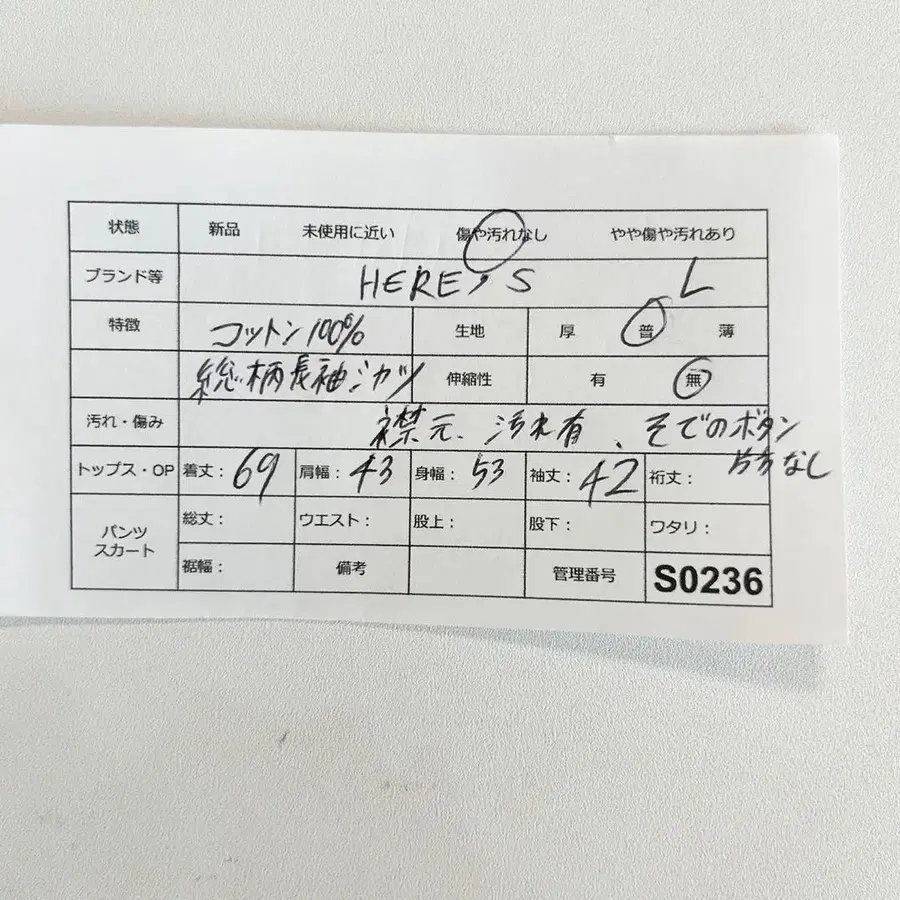 状態 新品 未使用に近い 傷や汚れなし やや傷や汚れあり
ブランド等 HERE'S L
特徴 コットン100% 生地 厚 普 薄
総柄長袖シャツ 伸縮性 有 無
汚れ・傷み 襟元、汚れ有、そでのボタン
片方なし
トップス・OP 着丈：69 肩幅：43 身幅：53 袖丈：42 裄丈：
パンツ スカート 総丈： ウエスト： 股上： 股下： ワタリ：
裾幅： 備考 管理番号 S0236